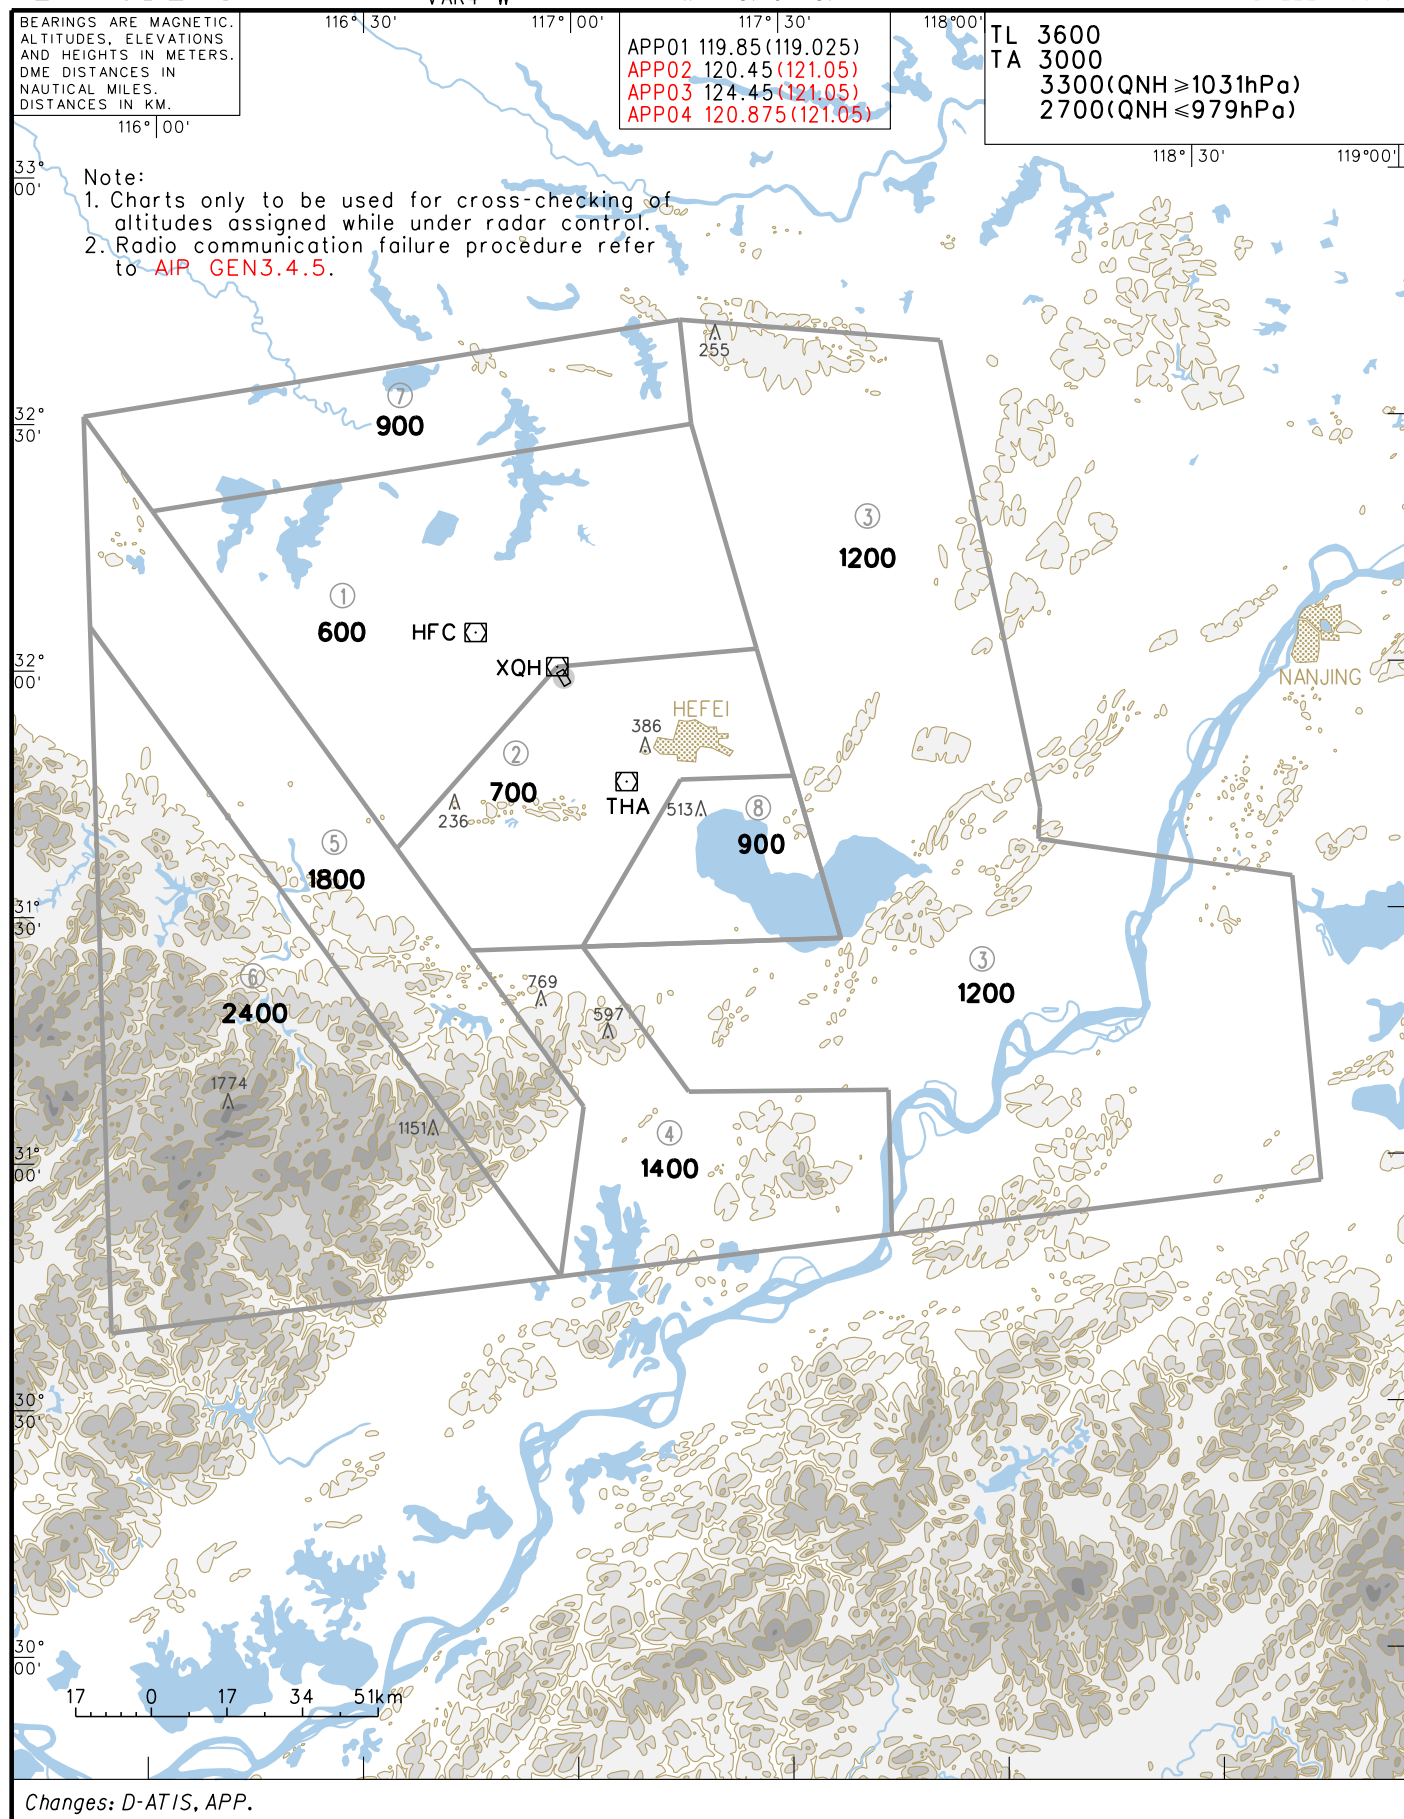 BEARINGS ARE MAGNETIC.
ALTITUDES, ELEVATIONS
AND HEIGHTS IN METERS.
DME DISTANCES IN
NAUTICAL MILES.
DISTANCES IN KM.
116°30'
117°00'
117°30'
118°00'
APP01 119.85(119.025)
APP02 120.45(121.05)
APP03 124.45(121.05)
APP04 120.875(121.05)
TL 3600
TA 3000
3300(QNH≥1031hPa)
2700(QNH≤979hPa)
116°00'
118°30'
119°00'
33°
00'
Note:
1. Charts only to be used for cross-checking of
altitudes assigned while under radar control.
2. Radio communication failure procedure refer
to AIP GEN3.4.5.
255
7
900
32°
30'
3
1200
1
600
HFC
XQH
32°
00'
NANJING
HEFEI
386
2
700
THA
236
513
8
900
5
1800
31°
30'
6
2400
769
597
3
1200
1774
1151
4
1400
31°
00'
30°
30'
30°
00'
17 0 17 34 51km
Changes: D-ATIS, APP.